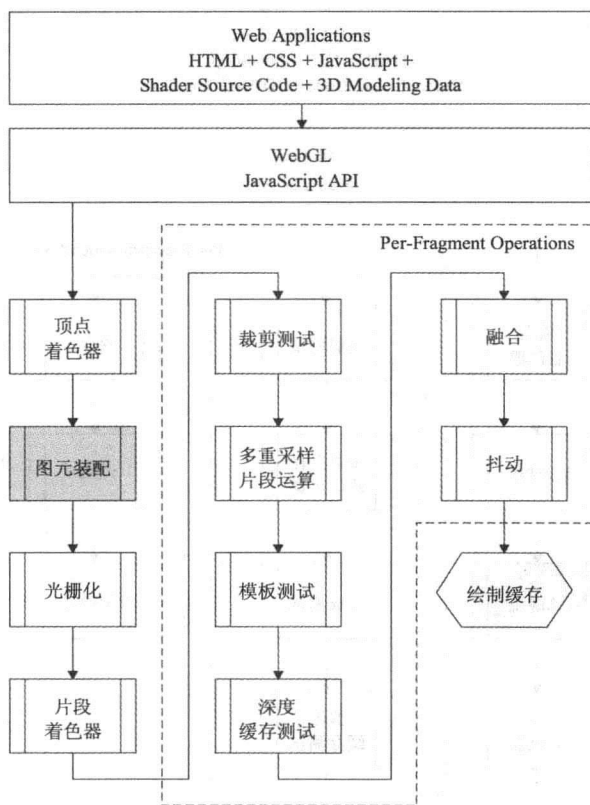 Web Applications
HTML + CSS + JavaScript +
Shader Source Code + 3D Modeling Data
WebGL
JavaScript API
Per-Fragment Operations
顶点
着色器
图元装配
光栅化
片段
着色器
裁剪测试
多重采样
片段运算
模板测试
深度
缓存测试
融合
抖动
绘制缓存